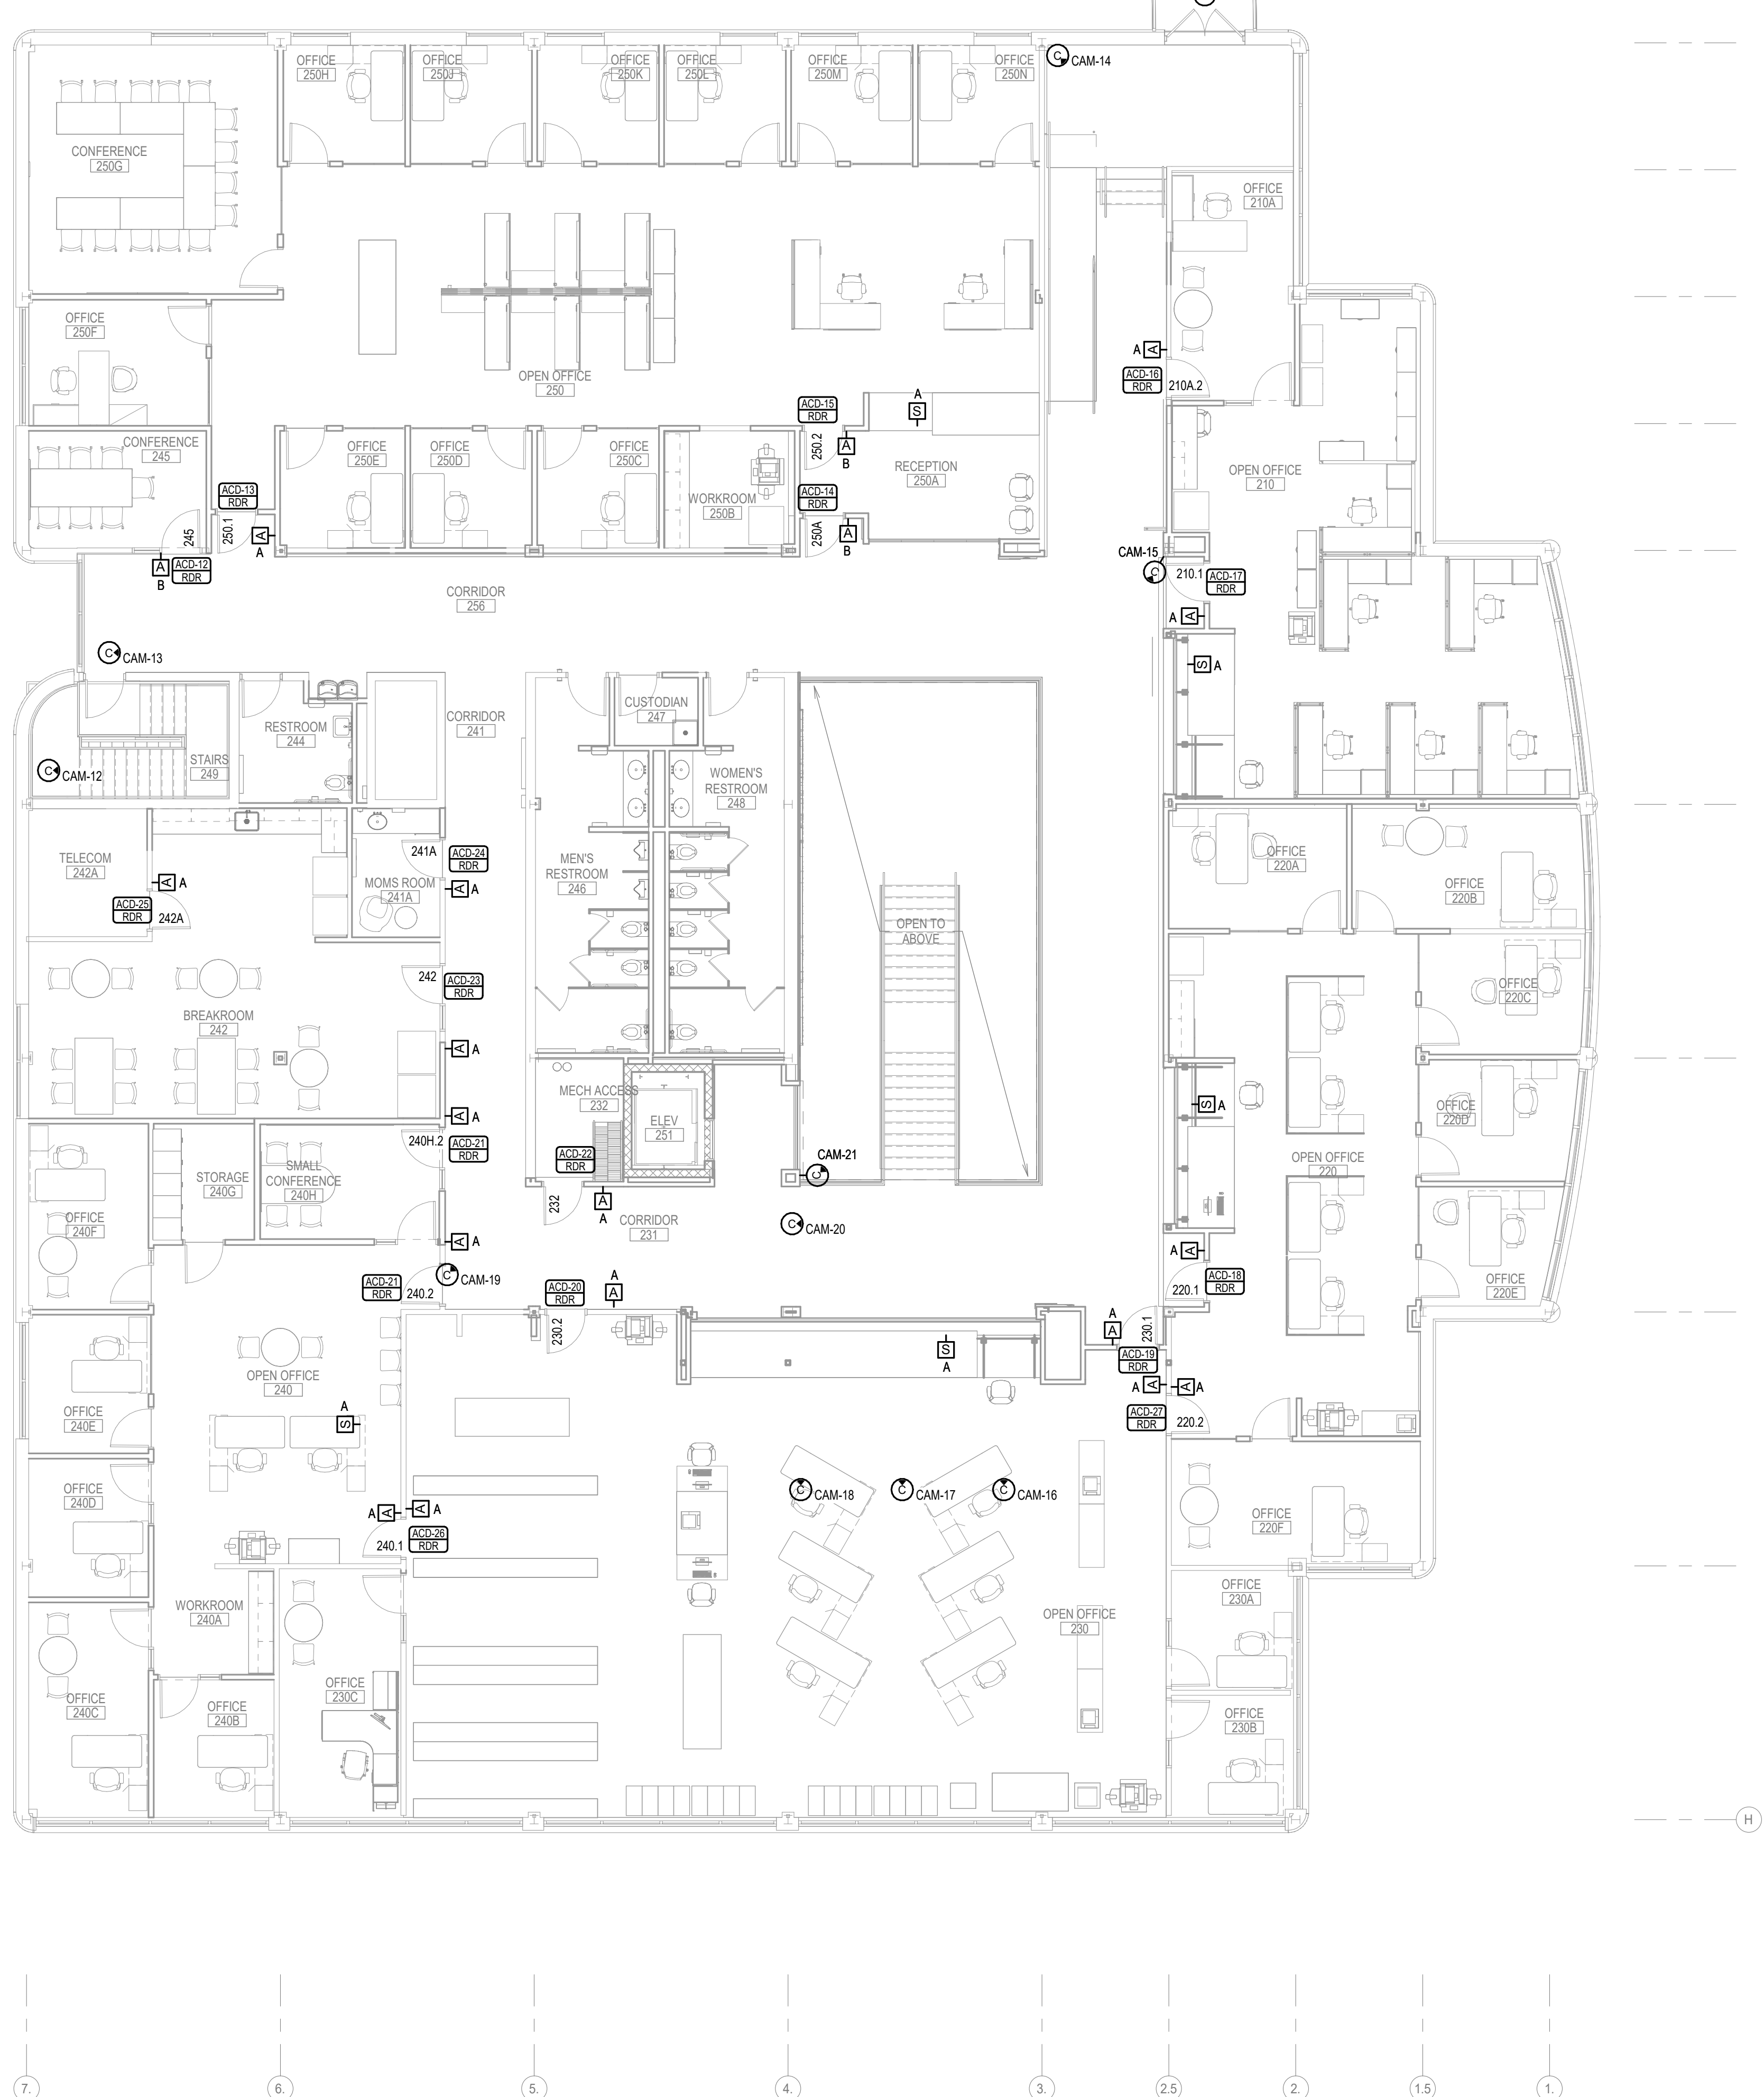 CAM-14
OFFICE
250H
OFFICE
250J
OFFICE
250K
OFFICE
250L
OFFICE
250M
OFFICE
250N
CONFERENCE
250G
OFFICE
210A
OFFICE
250F
OPEN OFFICE
250
A
A
ACD-16
RDR
210A.2
ACD-15
RDR
250.2
A
B
A
S
CONFERENCE
245
OFFICE
250E
OFFICE
250D
OFFICE
250C
WORKROOM
250B
RECEPTION
250A
OPEN OFFICE
210
ACD-13
RDR
250.1
A
A
ACD-14
RDR
250A
A
B
245
A
B
ACD-12
RDR
CAM-15
C
210.1
ACD-17
RDR
A
A
CORRIDOR
256
C
CAM-13
S
A
CUSTODIAN
247
CORRIDOR
241
RESTROOM
244
STAIRS
249
C
CAM-12
WOMEN'S
RESTROOM
248
MEN'S
RESTROOM
246
TELECOM
242A
A
A
ACD-25
RDR
242A
241A
ACD-24
RDR
MOMS ROOM
241A
A
A
OFFICE
220A
OFFICE
220B
OPEN TO
ABOVE
242
ACD-23
RDR
OFFICE
220C
BREAKROOM
242
A
A
MECH ACCESS
232
ELEV
251
S
A
OFFICE
220D
A
A
240H.2
ACD-21
RDR
ACD-22
RDR
CAM-21
C
OPEN OFFICE
220
STORAGE
240G
SMALL
CONFERENCE
240H
232
A
A
OFFICE
240F
CORRIDOR
231
C
CAM-20
A
A
A
A
C
CAM-19
ACD-21
RDR
240.2
ACD-20
RDR
A
A
220.1
ACD-18
RDR
OFFICE
220E
230.2
A
A
230.1
S
A
ACD-19
RDR
OPEN OFFICE
240
A
A
A
A
OFFICE
240E
A
S
ACD-27
RDR
220.2
OFFICE
240D
C
CAM-18
C
CAM-17
C
CAM-16
A
A
A
A
OFFICE
220F
240.1
ACD-26
RDR
WORKROOM
240A
OPEN OFFICE
230
OFFICE
230A
OFFICE
240C
OFFICE
240B
OFFICE
230C
OFFICE
230B
H
7.
6.
5.
4.
3.
2.5
2.
1.5
1.